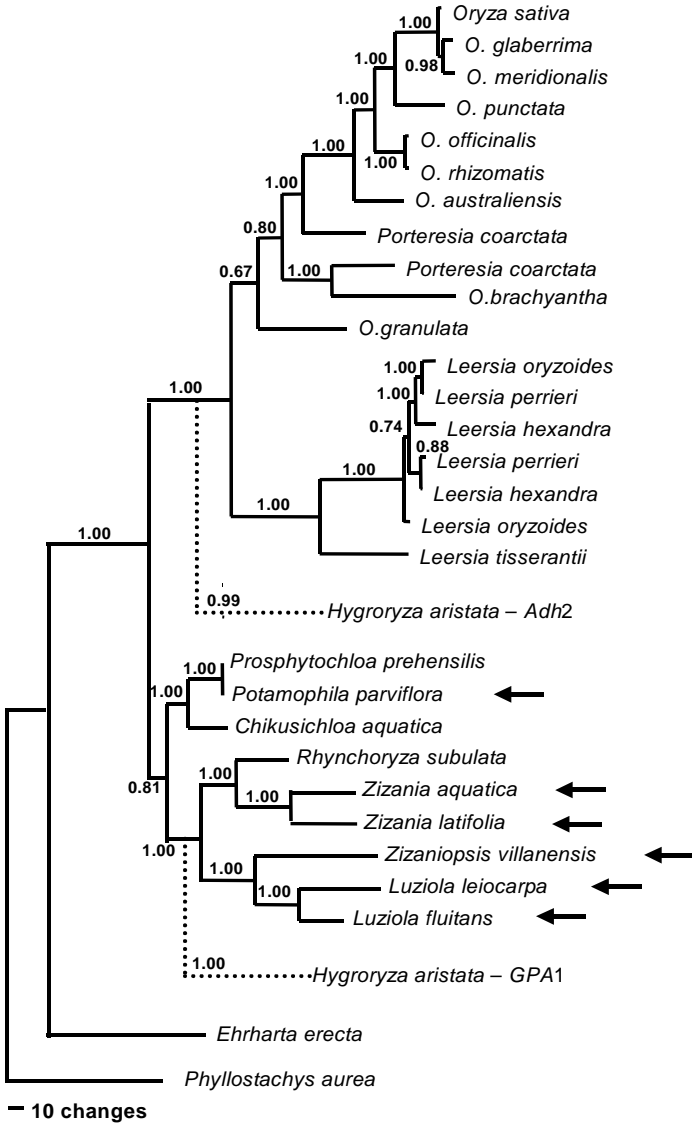 Oryza sativa
1.00
O. glaberrima
1.00
0.98
O. meridionalis
1.00
O. punctata
O. officinalis
1.00
1.00
O. rhizomatis
1.00
O. australiensis
0.80
Porteresia coarctata
0.67
1.00
Porteresia coarctata
O.brachyantha
O.granulata
1.00
Leersia oryzoides
1.00
1.00
Leersia perrieri
0.74
Leersia hexandra
0.88
1.00
Leersia perrieri
Leersia hexandra
1.00
Leersia oryzoides
1.00
Leersia tisserantii
0.99
Hygroryza aristata – Adh2
1.00
Prosphytochloa prehensilis
1.00
Potamophila parviflora
Chikusichloa aquatica
Rhynchoryza subulata
0.81
1.00
1.00
Zizania aquatica
Zizania latifolia
1.00
Zizaniopsis villanensis
1.00
1.00
Luziola leiocarpa
Luziola fluitans
1.00
Hygroryza aristata – GPA1
Ehrharta erecta
Phyllostachys aurea
10 changes